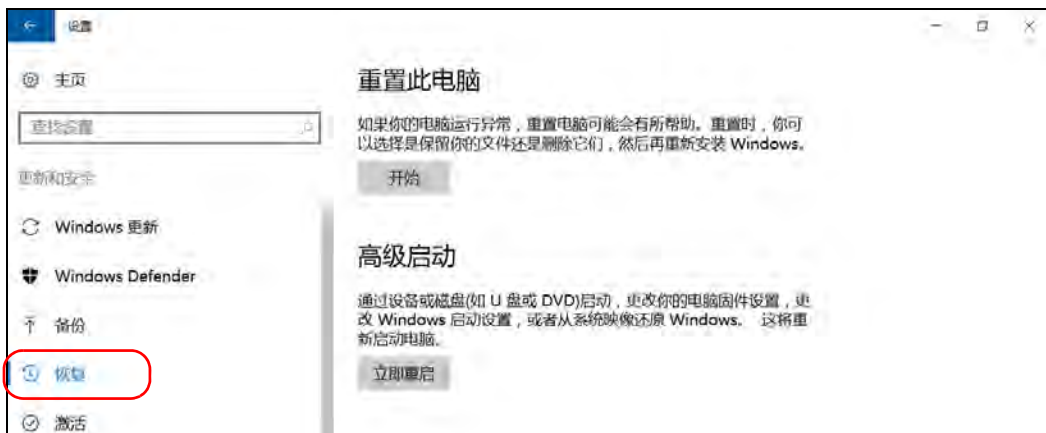 设置
主页
查找设置
更新和安全
Windows 更新
Windows Defender
备份
恢复
激活
重置此电脑
如果你的电脑运行异常，重置电脑可能会有所帮助。重置时，你可
以选择是保留你的文件还是删除它们，然后再重新安装 Windows。
开始
高级启动
通过设备或磁盘(如 U 盘或 DVD)启动，更改你的电脑固件设置，更
改 Windows 启动设置，或者从系统映像还原 Windows。 这将重
新启动电脑。
立即重启